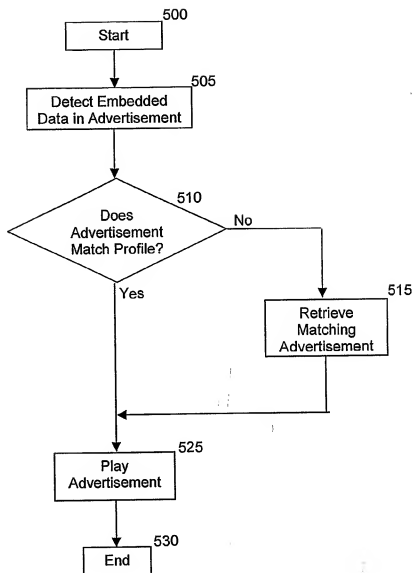 500
Start
505
Detect Embedded
Data in Advertisement
510
Does
Advertisement
Match Profile?
No
Yes
515
Retrieve
Matching
Advertisement
525
Play
Advertisement
530
End